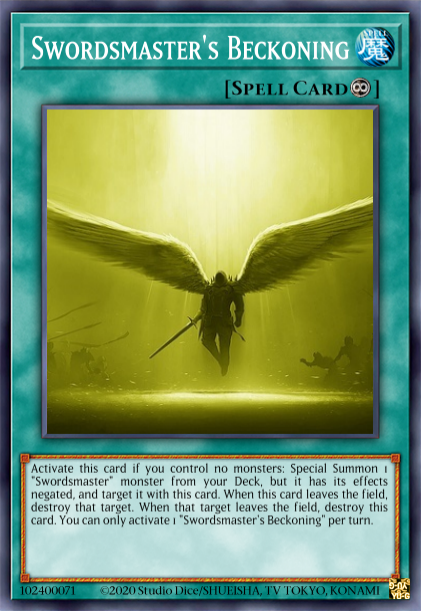 Swordsmaster's Beckoning
SPELL
魔
[Spell Card ]
Activate this card if you control no monsters: Special Summon 1
"Swordsmaster" monster from your Deck, but it has its effects
negated, and target it with this card. When this card leaves the field,
destroy that target. When that target leaves the field, destroy this
card. You can only activate 1 "Swordsmaster's Beckoning" per turn.
102400071
©2020 Studio Dice/SHUEISHA, TV TOKYO, KONAMI